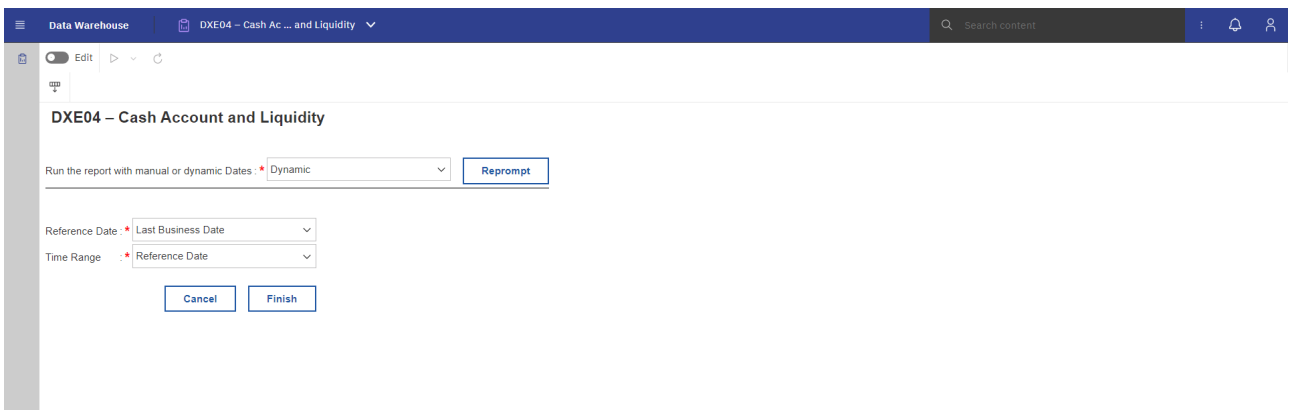 Data Warehouse DXE04 – Cash Ac ... and Liquidity Search content
Edit
DXE04 – Cash Account and Liquidity
Run the report with manual or dynamic Dates : * Dynamic Reprompt
Reference Date : * Last Business Date
Time Range : * Reference Date
Cancel Finish